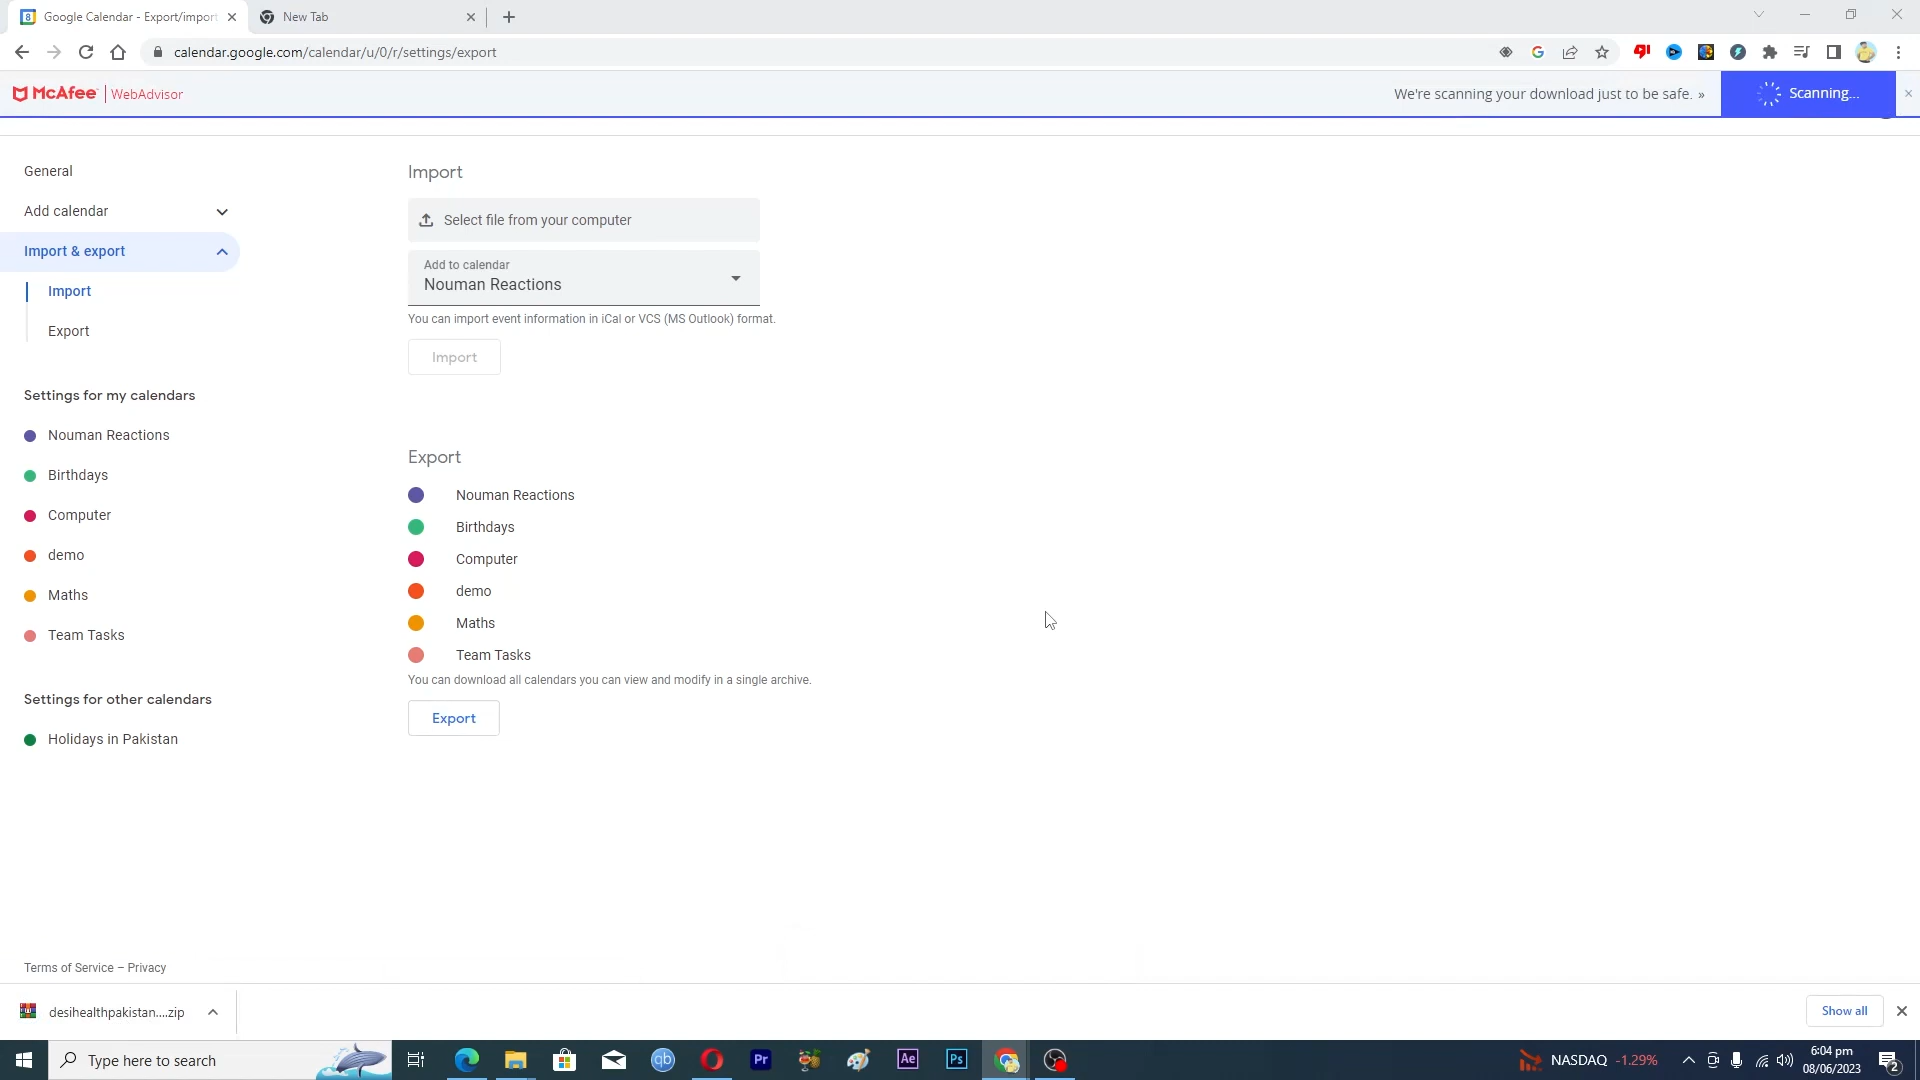 Google Calendar - Export/import
New Tab
calendar.google.com/calendar/u/0/r/settings/export
McAfee | WebAdvisor
We're scanning your download just to be safe. »
Scanning...
General
Add calendar
Import & export
Import
Export
Settings for my calendars
Nouman Reactions
Birthdays
Computer
demo
Maths
Team Tasks
Settings for other calendars
Holidays in Pakistan
Terms of Service – Privacy
Import
Select file from your computer
Add to calendar
Nouman Reactions
You can import event information in iCal or VCS (MS Outlook) format.
Import
Export
Nouman Reactions
Birthdays
Computer
demo
Maths
Team Tasks
You can download all calendars you can view and modify in a single archive.
Export
desihealthpakistan....zip
Show all
Type here to search
qb
Pr
Ae
Ps
NASDAQ -1.29%
6:04 pm
08/06/2023
2